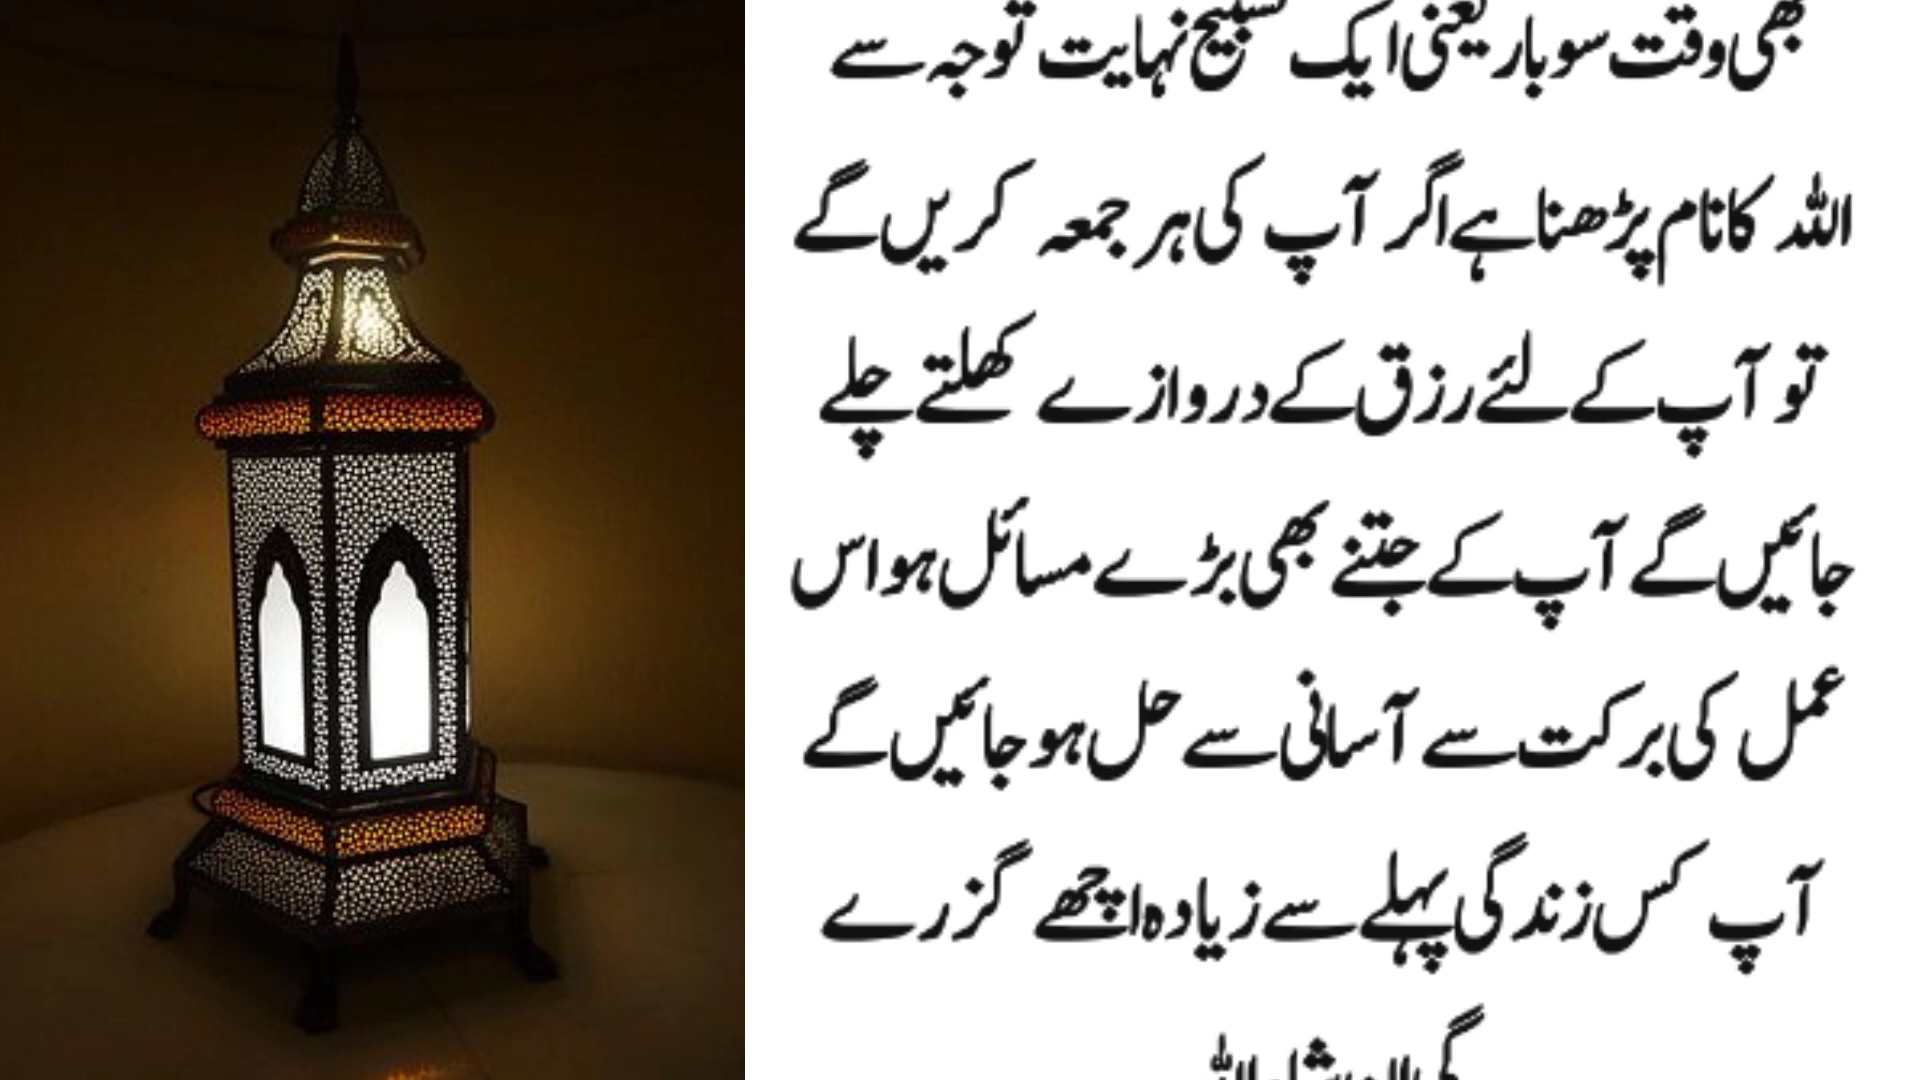 بھی وقت سو بار یعنی ایک تسبیح نہایت توجہ سے
اللہ کا نام پڑھنا ہے اگر آپ کی ہر جمعہ کریں گے
تو آپ کے لئے رزق کے دروازے کھلتے چلے
جائیں گے آپ کے جتنے بھی بڑے مسائل ہو اس
عمل کی برکت سے آسانی سے حل ہو جائیں گے
آپ کس زندگی پہلے سے زیادہ اچھے گزرے
گی